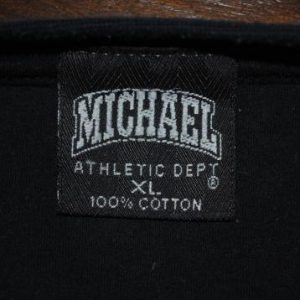 MICHAEL
ATHLETIC DEPT
XL ®
100% COTTON